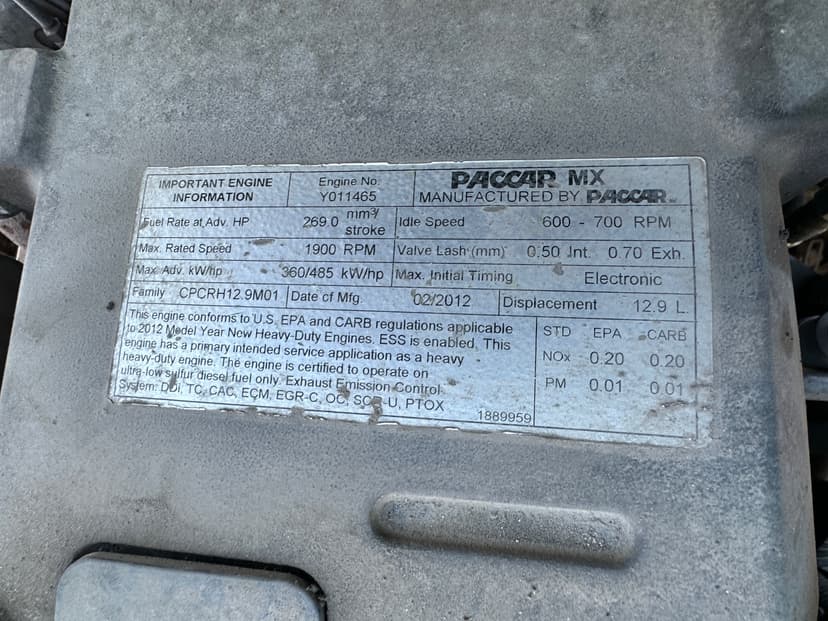 IMPORTANT ENGINE
INFORMATION
Engine No.
Y011465
PACCAR MX
MANUFACTURED BY PACCAR
Fuel Rate at Adv. HP 269.0 mm³/
stroke
Idle Speed 600 - 700 RPM
Max. Rated Speed 1900 RPM
Valve Lash (mm) 0.50 Int. 0.70 Exh.
Max. Adv. kW/hp 360/485 kW/hp
Max. Initial Timing Electronic
Family CPCRH12.9M01
Date of Mfg. 02/2012
Displacement 12.9 L
This engine conforms to U.S. EPA and CARB regulations applicable
to 2012 Model Year New Heavy-Duty Engines. ESS is enabled. This
engine has a primary intended service application as a heavy
heavy-duty engine. The engine is certified to operate on
ultra-low sulfur diesel fuel only. Exhaust Emission Control
System: DDI, TC, CAC, ECM, EGR-C, OC, SCR-U, PTOX
1889959
STD EPA CARB
NOx 0.20 0.20
PM 0.01 0.01